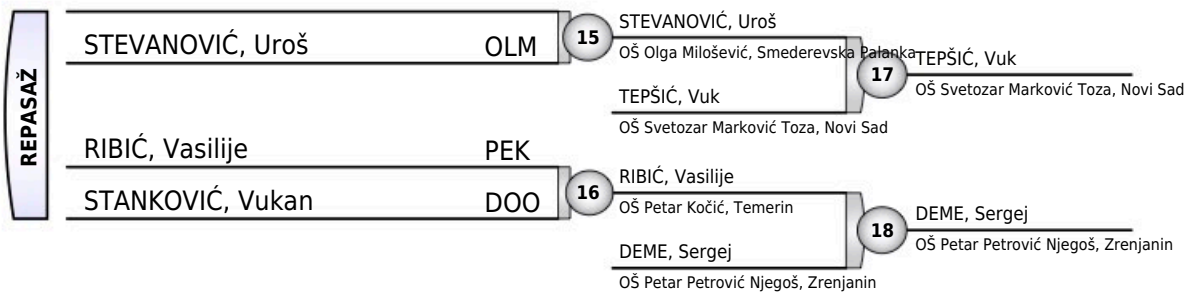 REPASAŽ
STEVANOVIĆ, Uroš OLM
RIBIĆ, Vasilije PEK
STANKOVIĆ, Vukan DOO
15
16
STEVANOVIĆ, Uroš
OŠ Olga Milošević, Smederevska Palanka
TEPŠIĆ, Vuk
OŠ Svetozar Marković Toza, Novi Sad
RIBIĆ, Vasilije
OŠ Petar Kočić, Temerin
DEME, Sergej
OŠ Petar Petrović Njegoš, Zrenjanin
17
18
TEPŠIĆ, Vuk
OŠ Svetozar Marković Toza, Novi Sad
DEME, Sergej
OŠ Petar Petrović Njegoš, Zrenjanin